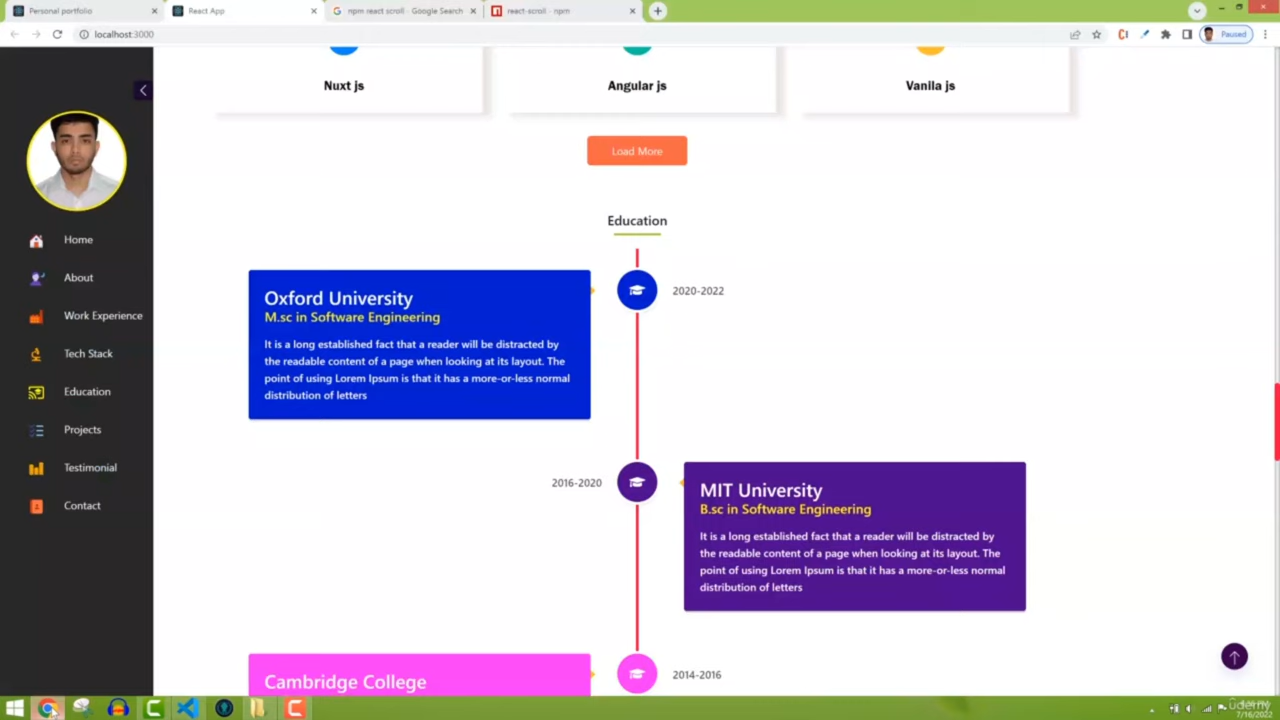 Personal portfolio
React App
npm react scroll - Google Search
react-scroll - npm
localhost:3000
Paused
Nuxt js
Angular js
Vanila js
Load More
Home
About
Work Experience
Tech Stack
Education
Projects
Testimonial
Contact
Education
Oxford University
M.sc in Software Engineering
It is a long established fact that a reader will be distracted by
the readable content of a page when looking at its layout. The
point of using Lorem Ipsum is that it has a more-or-less normal
distribution of letters
2020-2022
2016-2020
MIT University
B.sc in Software Engineering
It is a long established fact that a reader will be distracted by
the readable content of a page when looking at its layout. The
point of using Lorem Ipsum is that it has a more-or-less normal
distribution of letters
Cambridge College
2014-2016
udemy
7/16/2022